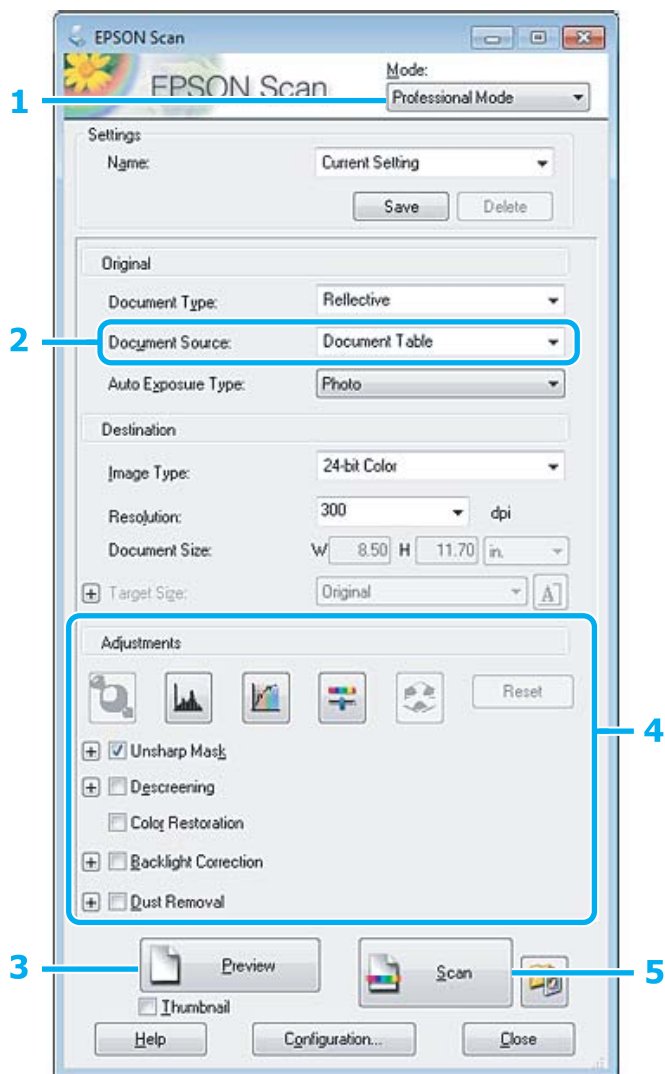 EPSON Scan
EPSON Scan
Mode:
1
Professional Mode
Settings
Name:
Current Setting
Save
Delete
Original
Document Type:
Reflective
2
Document Source:
Document Table
Auto Exposure Type:
Photo
Destination
Image Type:
24-bit Color
Resolution:
300
dpi
Document Size:
W 8.50 H 11.70 in.
Target Size:
Original
A
Adjustments
Reset
4
Unsharp Mask
Descreening
Color Restoration
Backlight Correction
Dust Removal
3
Preview
Scan
5
Thumbnail
Help
Configuration...
Close